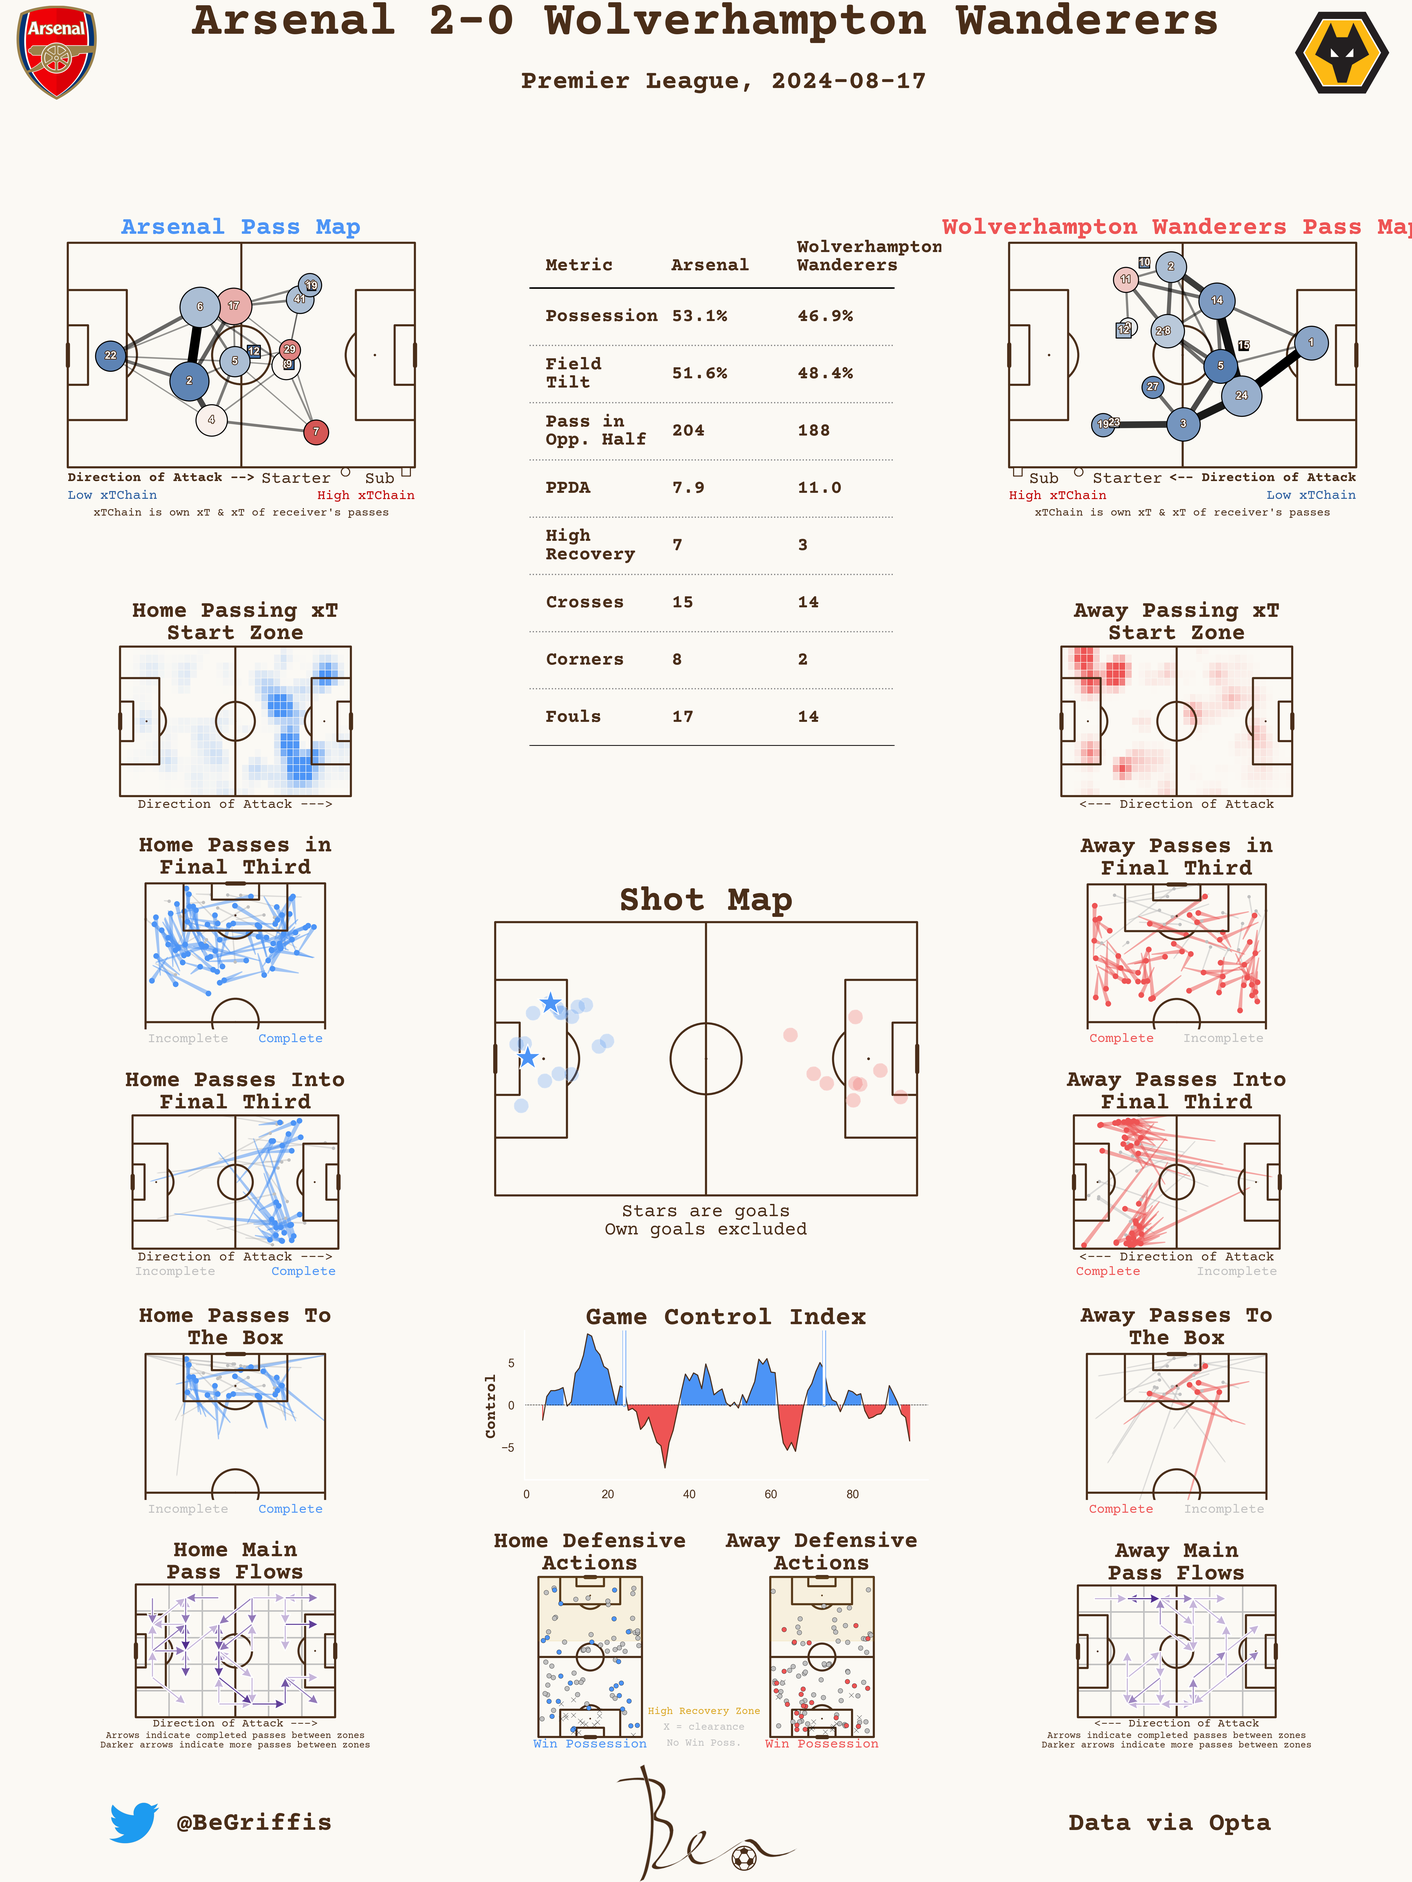 Arsenal 2-0 Wolverhampton Wanderers
Arsenal
Premier League, 2024-08-17
Arsenal Pass Map
22
6
17
2
5
4
12
29
9
41
19
7
Direction of Attack --> Starter Sub
Low xTChain High xTChain
xTChain is own xT & xT of receiver's passes
Metric Arsenal Wolverhampton Wanderers
Possession 53.1% 46.9%
Field Tilt 51.6% 48.4%
Pass in Opp. Half 204 188
PPDA 7.9 11.0
High Recovery 7 3
Crosses 15 14
Corners 8 2
Fouls 17 14
Wolverhampton Wanderers Pass Map
10
2
11
14
12
8
15
1
5
27
24
19
23
3
Sub Starter <-- Direction of Attack
High xTChain Low xTChain
xTChain is own xT & xT of receiver's passes
Home Passing xT
Start Zone
Direction of Attack --->
Away Passing xT
Start Zone
<--- Direction of Attack
Home Passes in
Final Third
Incomplete Complete
Away Passes in
Final Third
Complete Incomplete
Shot Map
Stars are goals
Own goals excluded
Home Passes Into
Final Third
Direction of Attack --->
Incomplete Complete
Away Passes Into
Final Third
<--- Direction of Attack
Complete Incomplete
Home Passes To
The Box
Incomplete Complete
Game Control Index
Control
5
0
−5
0 20 40 60 80
Away Passes To
The Box
Complete Incomplete
Home Main
Pass Flows
Direction of Attack --->
Arrows indicate completed passes between zones
Darker arrows indicate more passes between zones
Home Defensive
Actions
Win Possession
High Recovery Zone
X = clearance
No Win Poss.
Away Defensive
Actions
Win Possession
Away Main
Pass Flows
<--- Direction of Attack
Arrows indicate completed passes between zones
Darker arrows indicate more passes between zones
@BeGriffis
Data via Opta